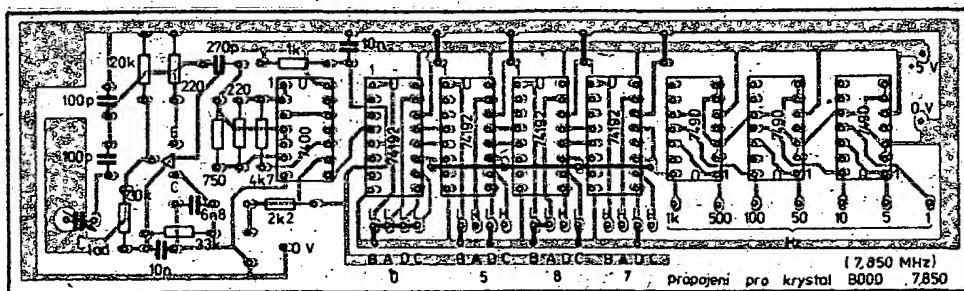 270p
1k
10n
20k
220
220
+5 V
0 V
100p
100p
7400
74192
74192
74192
74192
7490
7490
7490
750
4k7
E
C
6n8
2k2
33k
10n
0 V
1k 500 100 50 10 5 1
Hz
B A D C B A D C B A D C B A D C
0 5 8 7
(7,850 MHz)
propojení pro krystal 8000 7,850